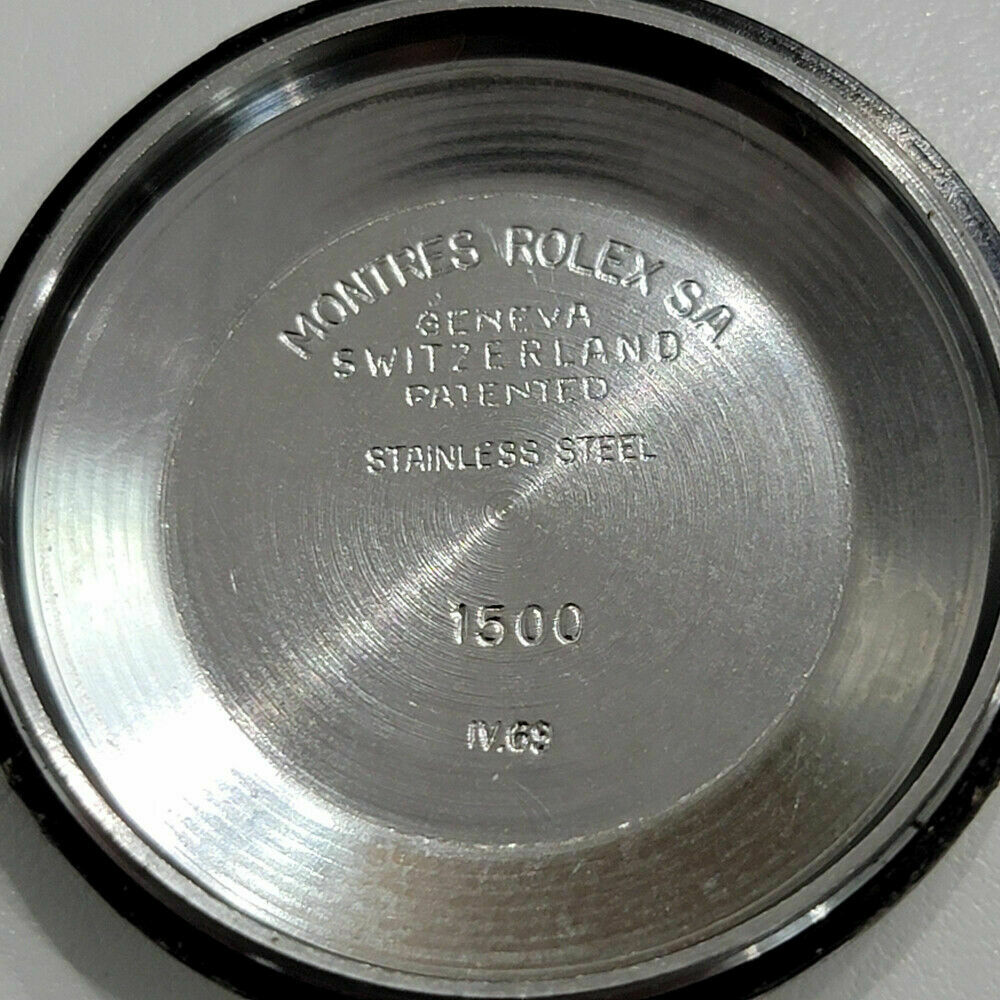 MONTRES ROLEX SA
GENEVA
SWITZERLAND
PATENTED
STAINLESS STEEL
1500
IV.69